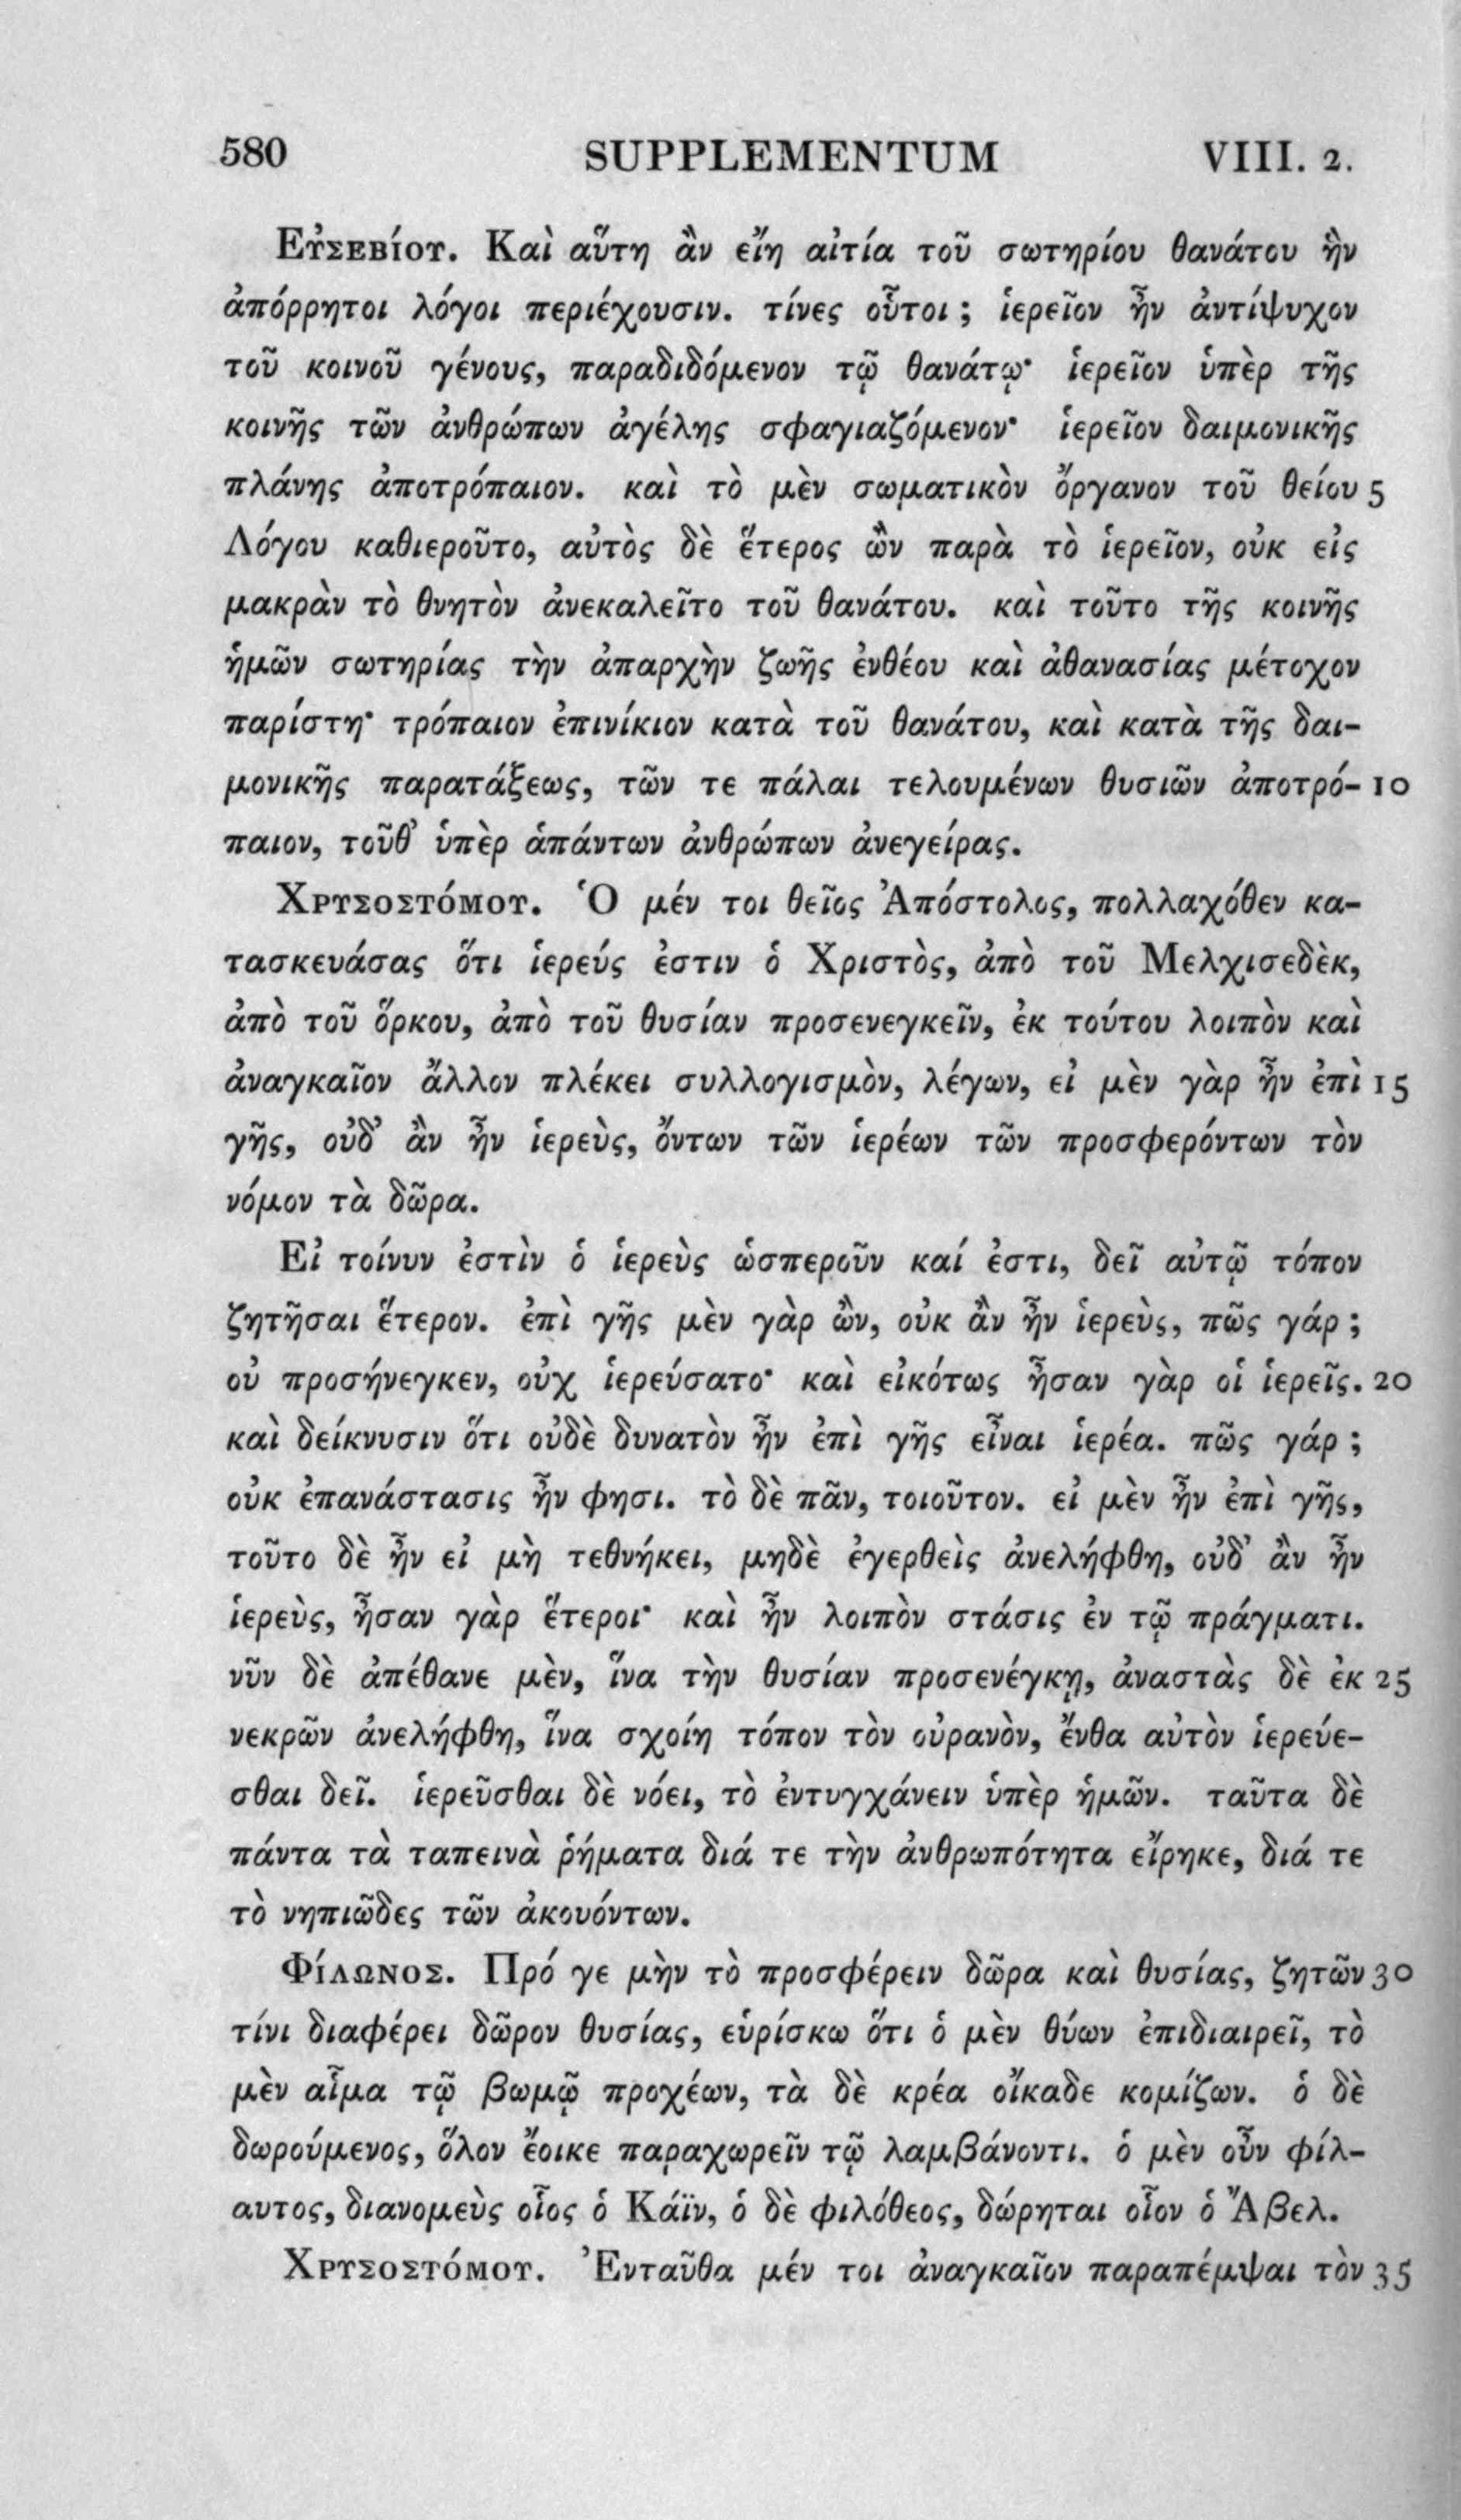 580 SUPPLEMENTUM VIII. 2.
Εὐσεβίου. Καὶ αὕτη ἂν εἴη αἰτία τοῦ σωτηρίου θανάτου ἣν
ἀπόρρητοι λόγοι περιέχουσιν. τίνες οὗτοι ; ἱερεῖον ἦν ἀντίψυχον
τοῦ κοινοῦ γένους, παραδιδόμενον τῷ θανάτῳ· ἱερεῖον ὑπὲρ τῆς
κοινῆς τῶν ἀνθρώπων ἀγέλης σφαγιαζόμενον· ἱερεῖον δαιμονικῆς
πλάνης ἀποτρόπαιον. καὶ τὸ μὲν σωματικὸν ὄργανον τοῦ θείου 5
Λόγου καθιεροῦτο, αὐτὸς δὲ ἕτερος ὢν παρὰ τὸ ἱερεῖον, οὐκ εἰς
μακρὰν τὸ θνητὸν ἀνεκαλεῖτο τοῦ θανάτου. καὶ τοῦτο τῆς κοινῆς
ἡμῶν σωτηρίας τὴν ἀπαρχὴν ζωῆς ἐνθέου καὶ ἀθανασίας μέτοχον
παρίστη· τρόπαιον ἐπινίκιον κατὰ τοῦ θανάτου, καὶ κατὰ τῆς δαι-
μονικῆς παρατάξεως, τῶν τε πάλαι τελουμένων θυσιῶν ἀποτρό- 10
παιον, τοῦθ’ ὑπὲρ ἁπάντων ἀνθρώπων ἀνεγείρας.
Χρυσοστόμου. Ὁ μέν τοι θεῖος Ἀπόστολος, πολλαχόθεν κα-
τασκευάσας ὅτι ἱερεύς ἐστιν ὁ Χριστὸς, ἀπὸ τοῦ Μελχισεδὲκ,
ἀπὸ τοῦ ὅρκου, ἀπὸ τοῦ θυσίαν προσενεγκεῖν, ἐκ τούτου λοιπὸν καὶ
ἀναγκαῖον ἄλλον πλέκει συλλογισμὸν, λέγων, εἰ μὲν γὰρ ἦν ἐπὶ 15
γῆς, οὐδ’ ἂν ἦν ἱερεὺς, ὄντων τῶν ἱερέων τῶν προσφερόντων τὸν
νόμον τὰ δῶρα.
Εἰ τοίνυν ἐστὶν ὁ ἱερεὺς ὡσπεροῦν καί ἐστι, δεῖ αὐτῷ τόπον
ζητῆσαι ἕτερον. ἐπὶ γῆς μὲν γὰρ ὢν, οὐκ ἂν ἦν ἱερεὺς, πῶς γάρ ;
οὐ προσήνεγκεν, οὐχ ἱερεύσατο· καὶ εἰκότως ἦσαν γὰρ οἱ ἱερεῖς. 20
καὶ δείκνυσιν ὅτι οὐδὲ δυνατὸν ἦν ἐπὶ γῆς εἶναι ἱερέα. πῶς γάρ ;
οὐκ ἐπανάστασις ἦν φησι. τὸ δὲ πᾶν, τοιοῦτον. εἰ μὲν ἦν ἐπὶ γῆς,
τοῦτο δὲ ἦν εἰ μὴ τεθνήκει, μηδὲ ἐγερθεὶς ἀνελήφθη, οὐδ’ ἂν ἦν
ἱερεὺς, ἦσαν γὰρ ἕτεροι· καὶ ἦν λοιπὸν στάσις ἐν τῷ πράγματι.
νῦν δὲ ἀπέθανε μὲν, ἵνα τὴν θυσίαν προσενέγκῃ, ἀναστὰς δὲ ἐκ 25
νεκρῶν ἀνελήφθη, ἵνα σχοίη τόπον τὸν οὐρανὸν, ἔνθα αὐτὸν ἱερεύε-
σθαι δεῖ. ἱερεῦσθαι δὲ νόει, τὸ ἐντυγχάνειν ὑπὲρ ἡμῶν. ταῦτα δὲ
πάντα τὰ ταπεινὰ ῥήματα διά τε τὴν ἀνθρωπότητα εἴρηκε, διά τε
τὸ νηπιῶδες τῶν ἀκουόντων.
Φίλωνος. Πρό γε μὴν τὸ προσφέρειν δῶρα καὶ θυσίας, ζητῶν 30
τίνι διαφέρει δῶρον θυσίας, εὑρίσκω ὅτι ὁ μὲν θύων ἐπιδιαιρεῖ, τὸ
μὲν αἷμα τῷ βωμῷ προχέων, τὰ δὲ κρέα οἴκαδε κομίζων. ὁ δὲ
δωρούμενος, ὅλον ἔοικε παραχωρεῖν τῷ λαμβάνοντι. ὁ μὲν οὖν φίλ-
αυτος, διανομεὺς οἷος ὁ Κάϊν, ὁ δὲ φιλόθεος, δώρηται οἷον ὁ Ἄβελ.
Χρυσοστόμου. Ἐνταῦθα μέν τοι ἀναγκαῖον παραπέμψαι τὸν 35